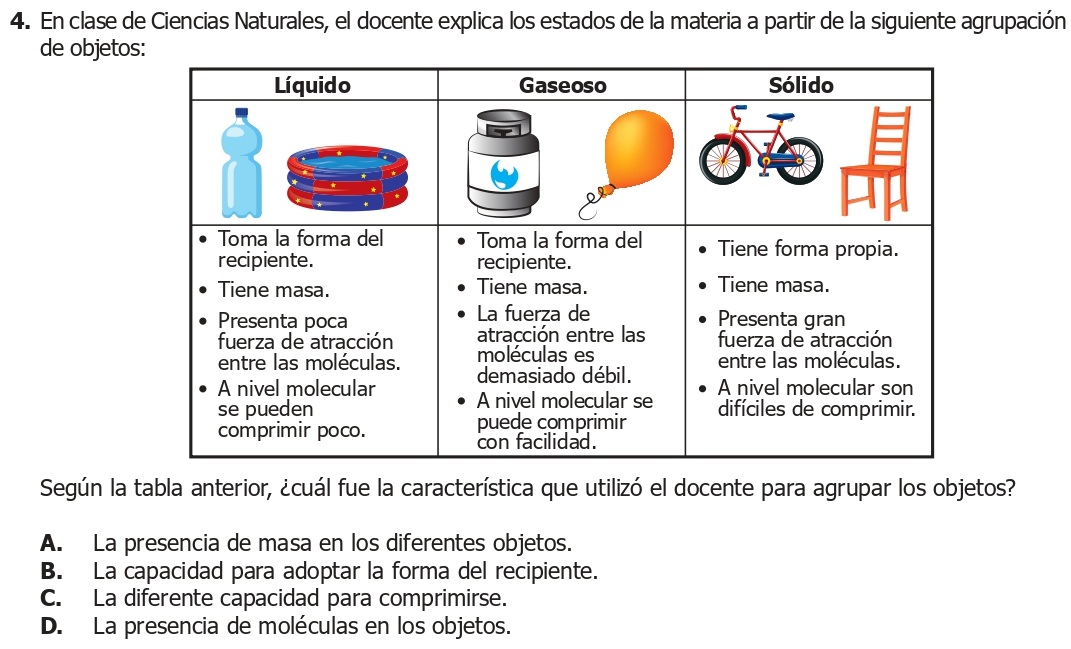 4. En clase de Ciencias Naturales, el docente explica los estados de la materia a partir de la siguiente agrupación
de objetos:
Líquido
Gaseoso
Sólido
• Toma la forma del
recipiente.
• Tiene masa.
• Presenta poca
fuerza de atracción
entre las moléculas.
• A nivel molecular
se pueden
comprimir poco.
• Toma la forma del
recipiente.
• Tiene masa.
• La fuerza de
atracción entre las
moléculas es
demasiado débil.
• A nivel molecular se
puede comprimir
con facilidad.
• Tiene forma propia.
• Tiene masa.
• Presenta gran
fuerza de atracción
entre las moléculas.
• A nivel molecular son
difíciles de comprimir.
Según la tabla anterior, ¿cuál fue la característica que utilizó el docente para agrupar los objetos?
A. La presencia de masa en los diferentes objetos.
B. La capacidad para adoptar la forma del recipiente.
C. La diferente capacidad para comprimirse.
D. La presencia de moléculas en los objetos.